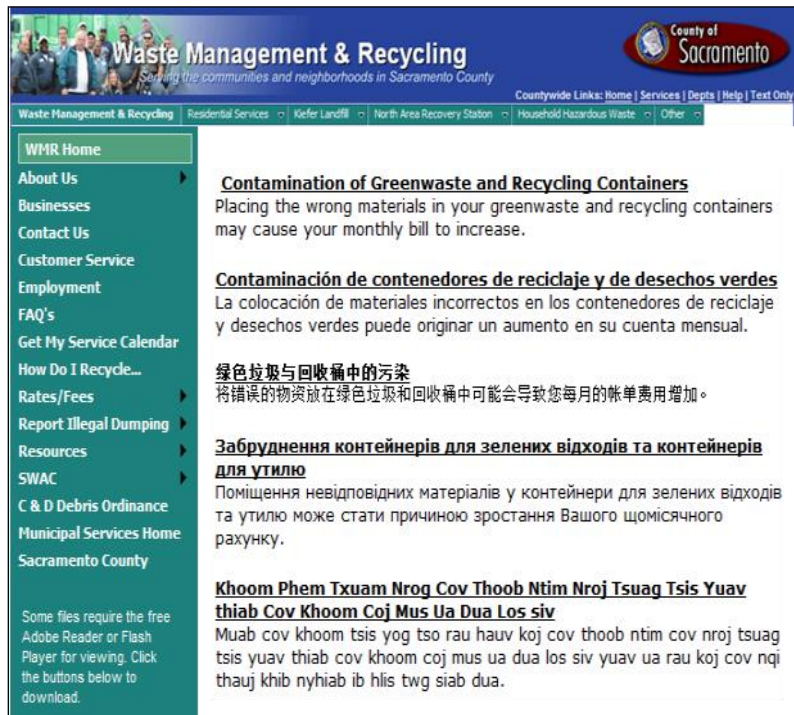 Waste Management & Recycling
Serving the communities and neighborhoods in Sacramento County
County of
Sacramento
Countywide Links: Home | Services | Depts | Help | Text Only
Waste Management & Recycling Residential Services Kiefer Landfill North Area Recovery Station Household Hazardous Waste Other
WMR Home
About Us
Businesses
Contact Us
Customer Service
Employment
FAQ's
Get My Service Calendar
How Do I Recycle...
Rates/Fees
Report Illegal Dumping
Resources
SWAC
C & D Debris Ordinance
Municipal Services Home
Sacramento County
Some files require the free
Adobe Reader or Flash
Player for viewing. Click
the buttons below to
download.
Contamination of Greenwaste and Recycling Containers
Placing the wrong materials in your greenwaste and recycling containers
may cause your monthly bill to increase.
Contaminación de contenedores de reciclaje y de desechos verdes
La colocación de materiales incorrectos en los contenedores de reciclaje
y desechos verdes puede originar un aumento en su cuenta mensual.
绿色垃圾与回收桶中的污染
将错误的物资放在绿色垃圾和回收桶中可能会导致您每月的帐单费用增加。
Забруднення контейнерів для зелених відходів та контейнерів
для утилю
Поміщення невідповідних матеріалів у контейнери для зелених відходів
та утилю може стати причиною зростання Вашого щомісячного
рахунку.
Khoom Phem Txuam Nrog Cov Thoob Ntim Nroj Tsuag Tsis Yuav
thiab Cov Khoom Coj Mus Ua Dua Los siv
Muab cov khoom tsis yog tso rau hauv koj cov thoob ntim cov nroj tsuag
tsis yuav thiab cov khoom coj mus ua dua los siv yuav ua rau koj cov nqi
thauj khib nyhiab ib hlis twg siab dua.